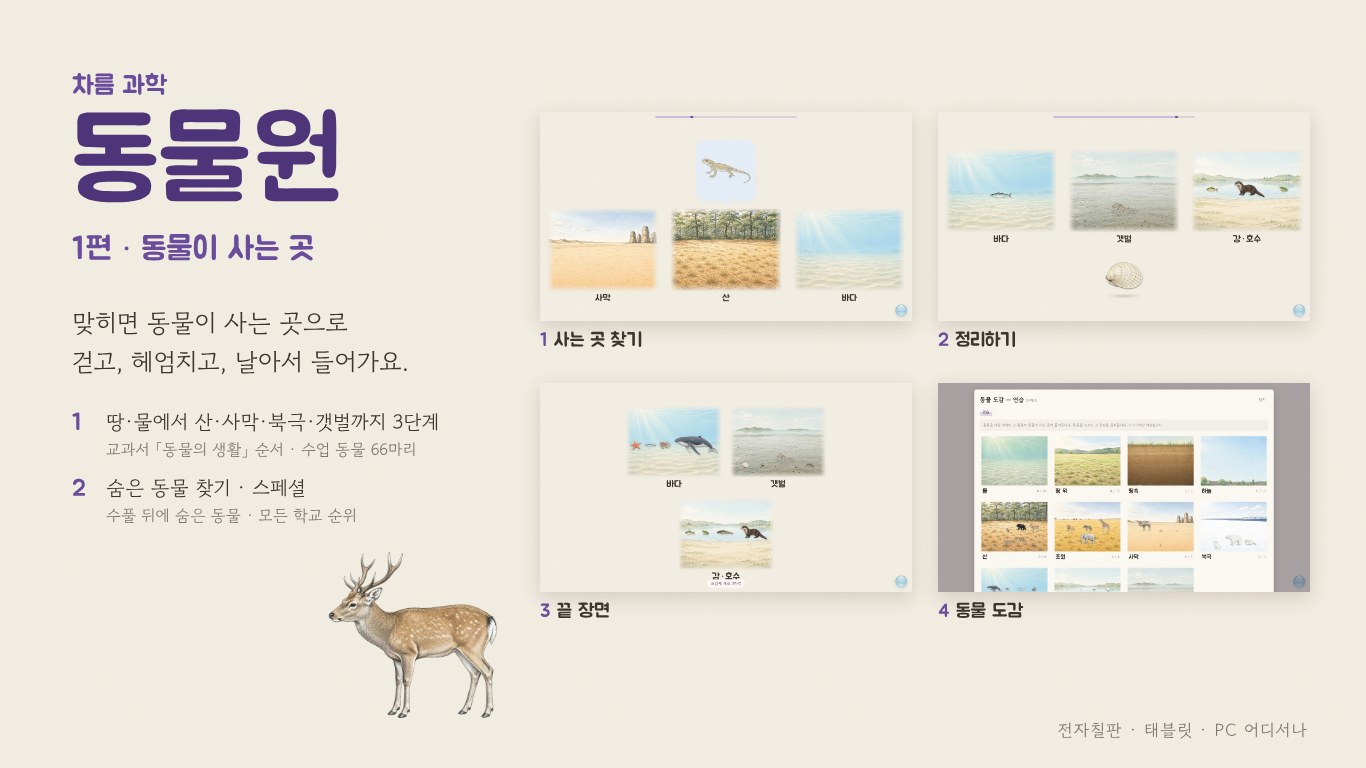 차름 과학
동물원
1편 · 동물이 사는 곳
맞히면 동물이 사는 곳으로
걷고, 헤엄치고, 날아서 들어가요.
1 땅·물에서 산·사막·북극·갯벌까지 3단계
교과서 「동물의 생활」 순서 · 수업 동물 66마리
2 숨은 동물 찾기 · 스페셜
수풀 뒤에 숨은 동물 · 모든 학교 순위
사막 산 바다
1 사는 곳 찾기
바다 갯벌 강·호수
2 정리하기
바다 갯벌
강·호수
3 끝 장면
동물 도감 연습
물 땅 위 땅속 하늘
산 초원 사막 북극
4 동물 도감
전자칠판 · 태블릿 · PC 어디서나